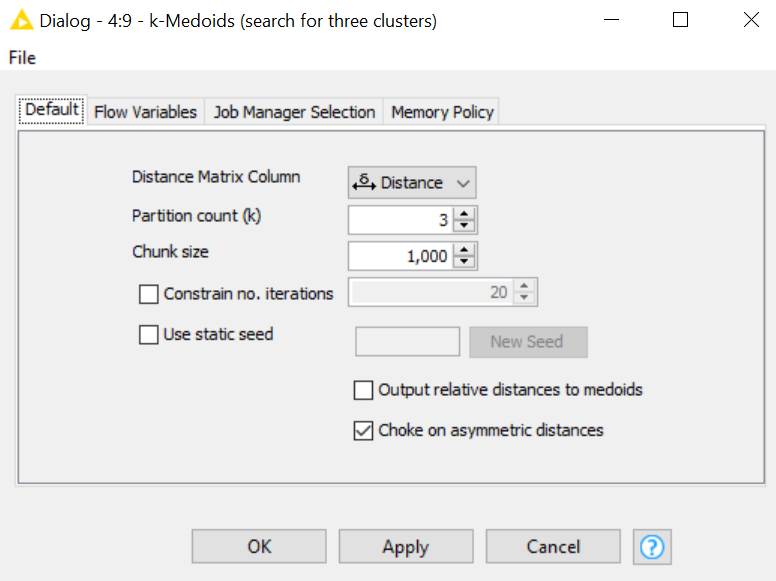 Dialog - 4:9 - k-Medoids (search for three clusters)
File
Default Flow Variables Job Manager Selection Memory Policy
Distance Matrix Column δ Distance
Partition count (k) 3
Chunk size 1,000
Constrain no. iterations 20
Use static seed New Seed
Output relative distances to medoids
Choke on asymmetric distances
OK Apply Cancel ?